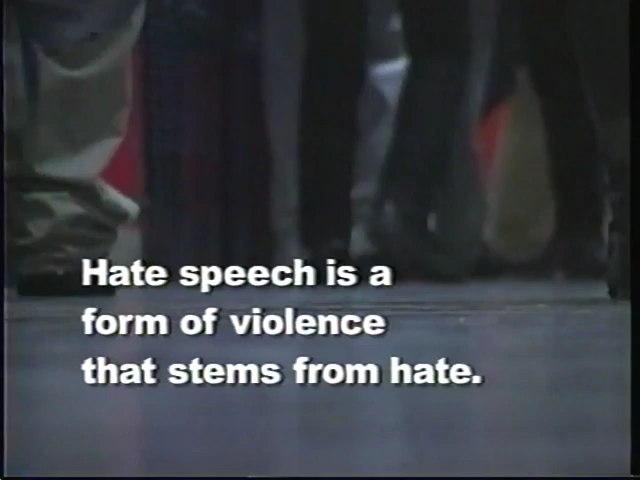 Hate speech is a
form of violence
that stems from hate.